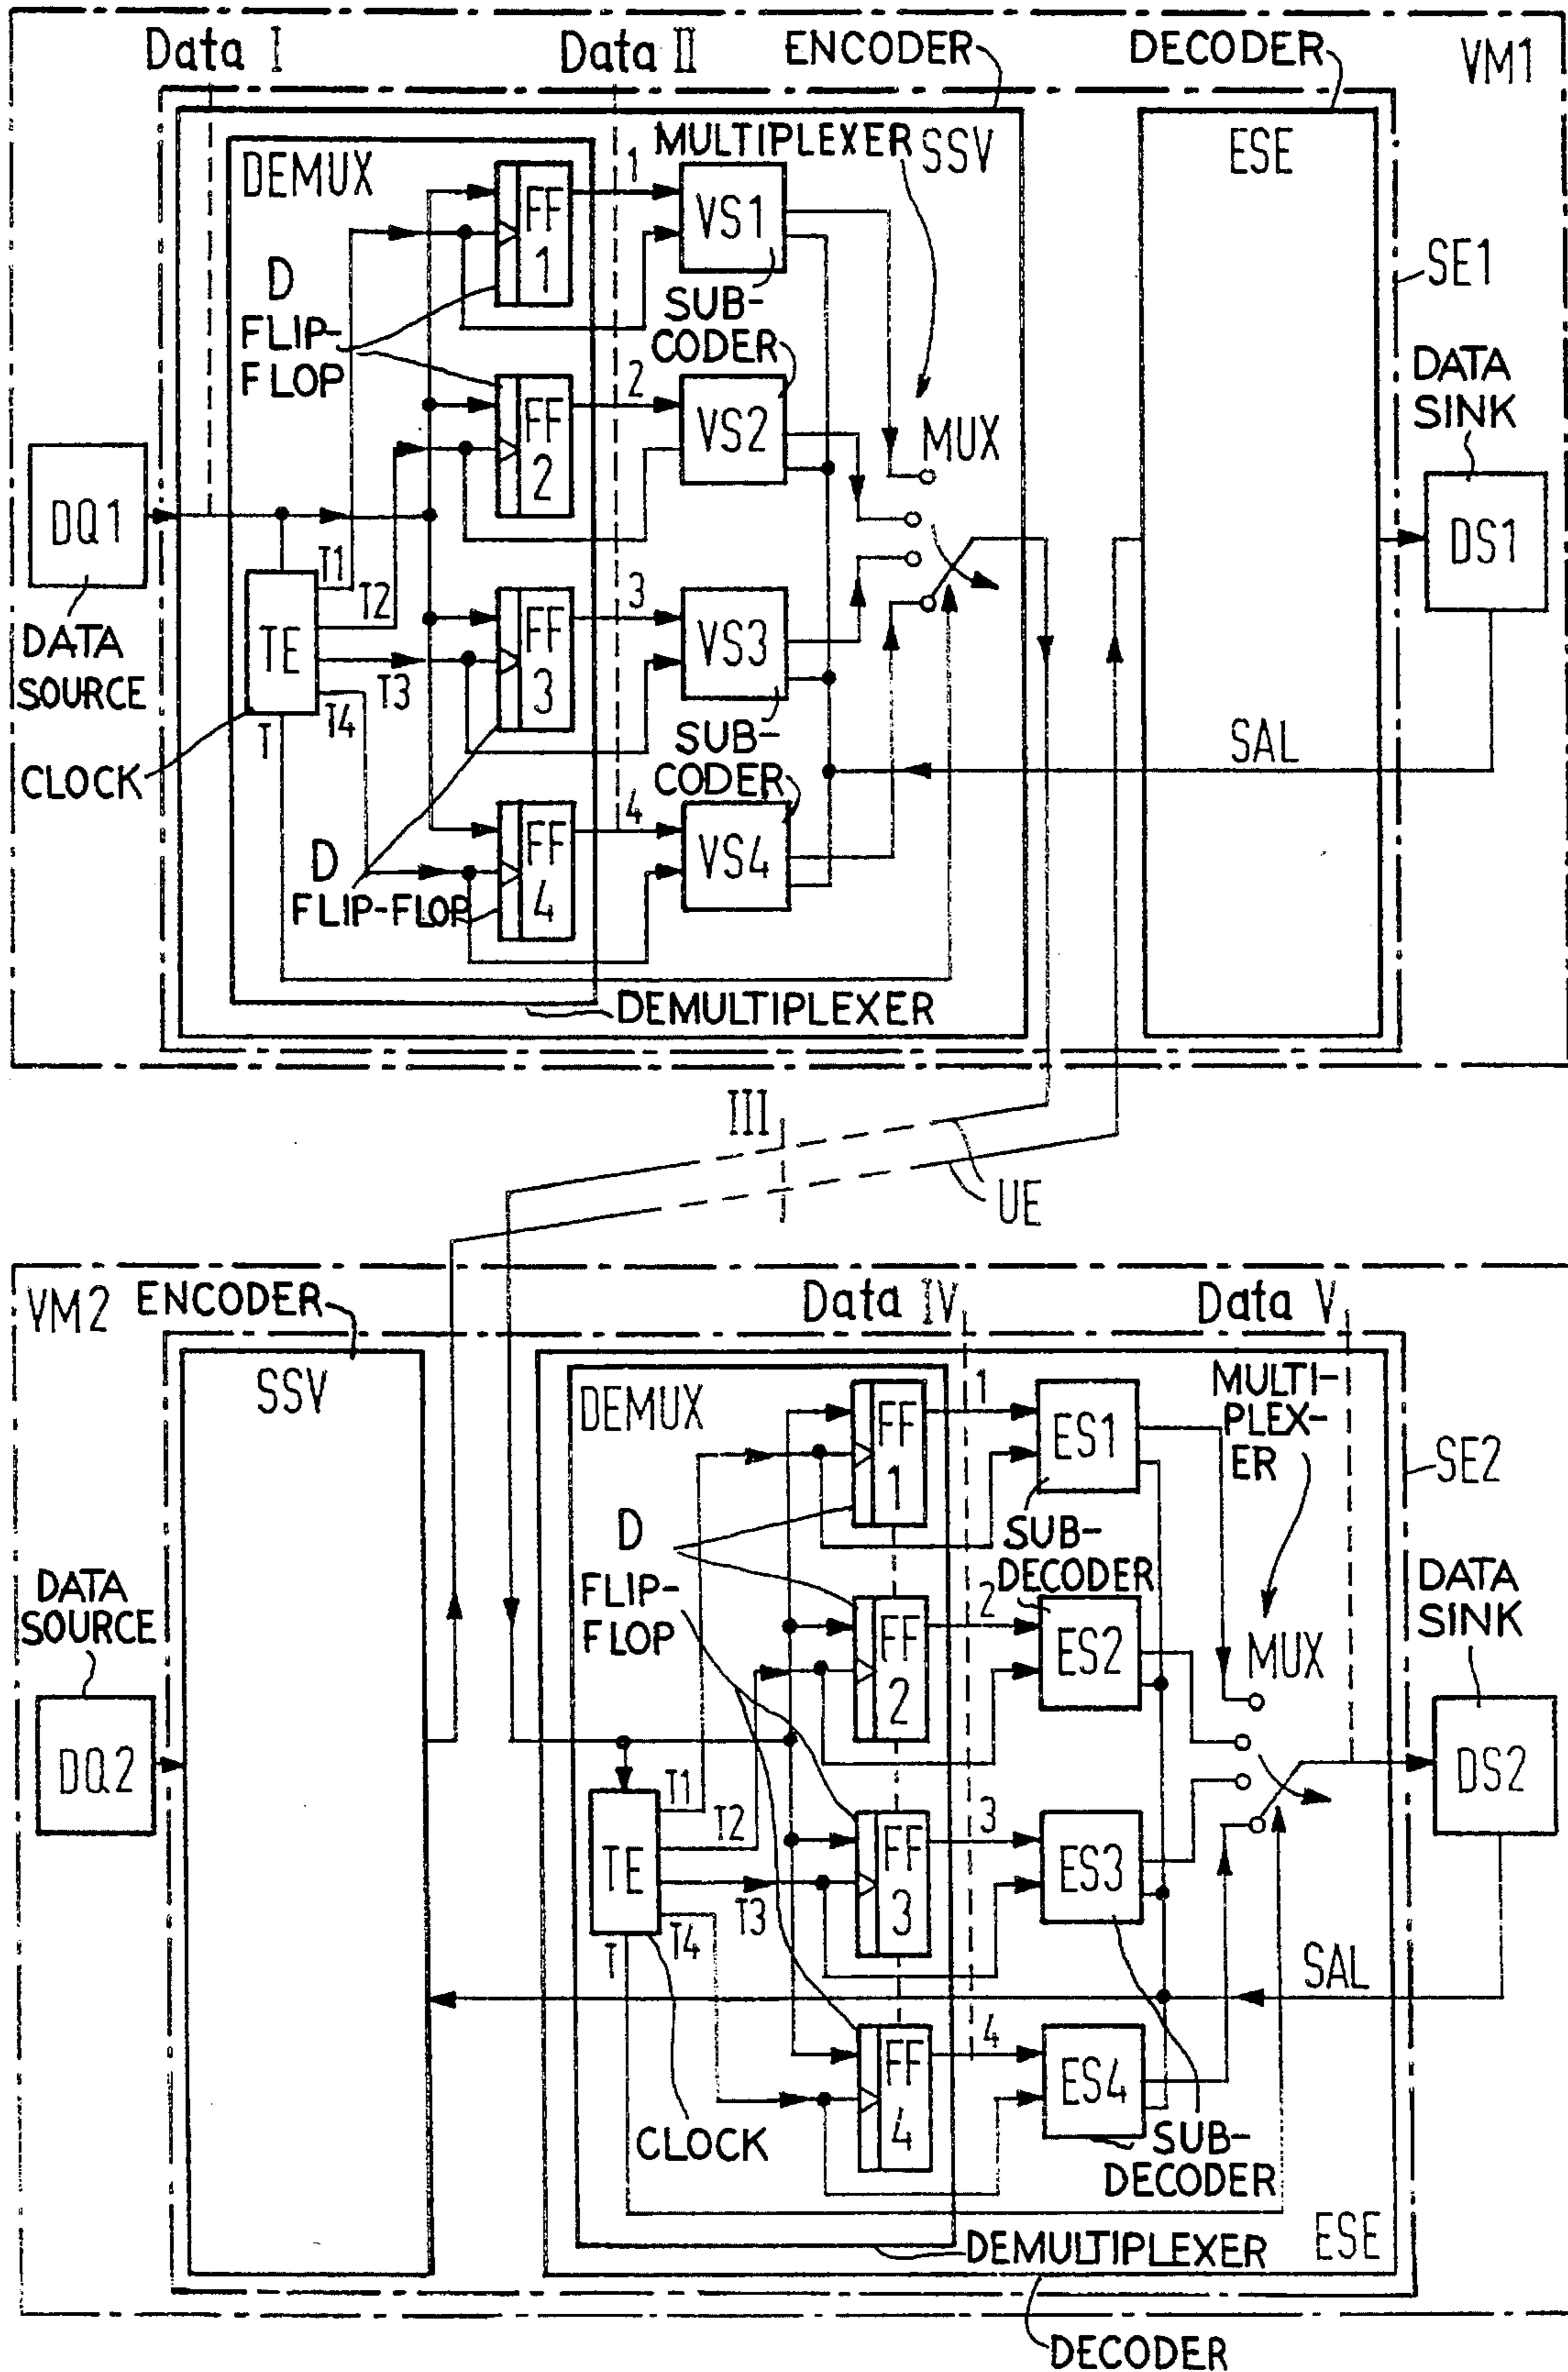 Data I
Data II
ENCODER
DECODER
VM1
DEMUX
MULTIPLEXER
SSV
ESE
FF
1
1
VS1
D
FLIP-
FLOP
SUB-
CODER
SE1
FF
2
2
VS2
MUX
DATA
SINK
DQ1
DS1
T1
T2
TE
T3
T4
T
DATA
SOURCE
FF
3
3
VS3
CLOCK
SUB-
CODER
SAL
D
FLIP-FLOP
FF
4
4
VS4
DEMULTIPLEXER
III
UE
VM2
ENCODER
Data IV
Data V
SSV
DEMUX
FF
1
1
ES1
MULTI-
PLEX-
ER
SE2
D
FLIP-
FLOP
SUB-
DECODER
DATA
SOURCE
FF
2
2
ES2
MUX
DATA
SINK
DQ2
DS2
T1
T2
TE
T3
T4
T
FF
3
3
ES3
SAL
FF
4
4
ES4
CLOCK
SUB-
DECODER
DEMULTIPLEXER
ESE
DECODER